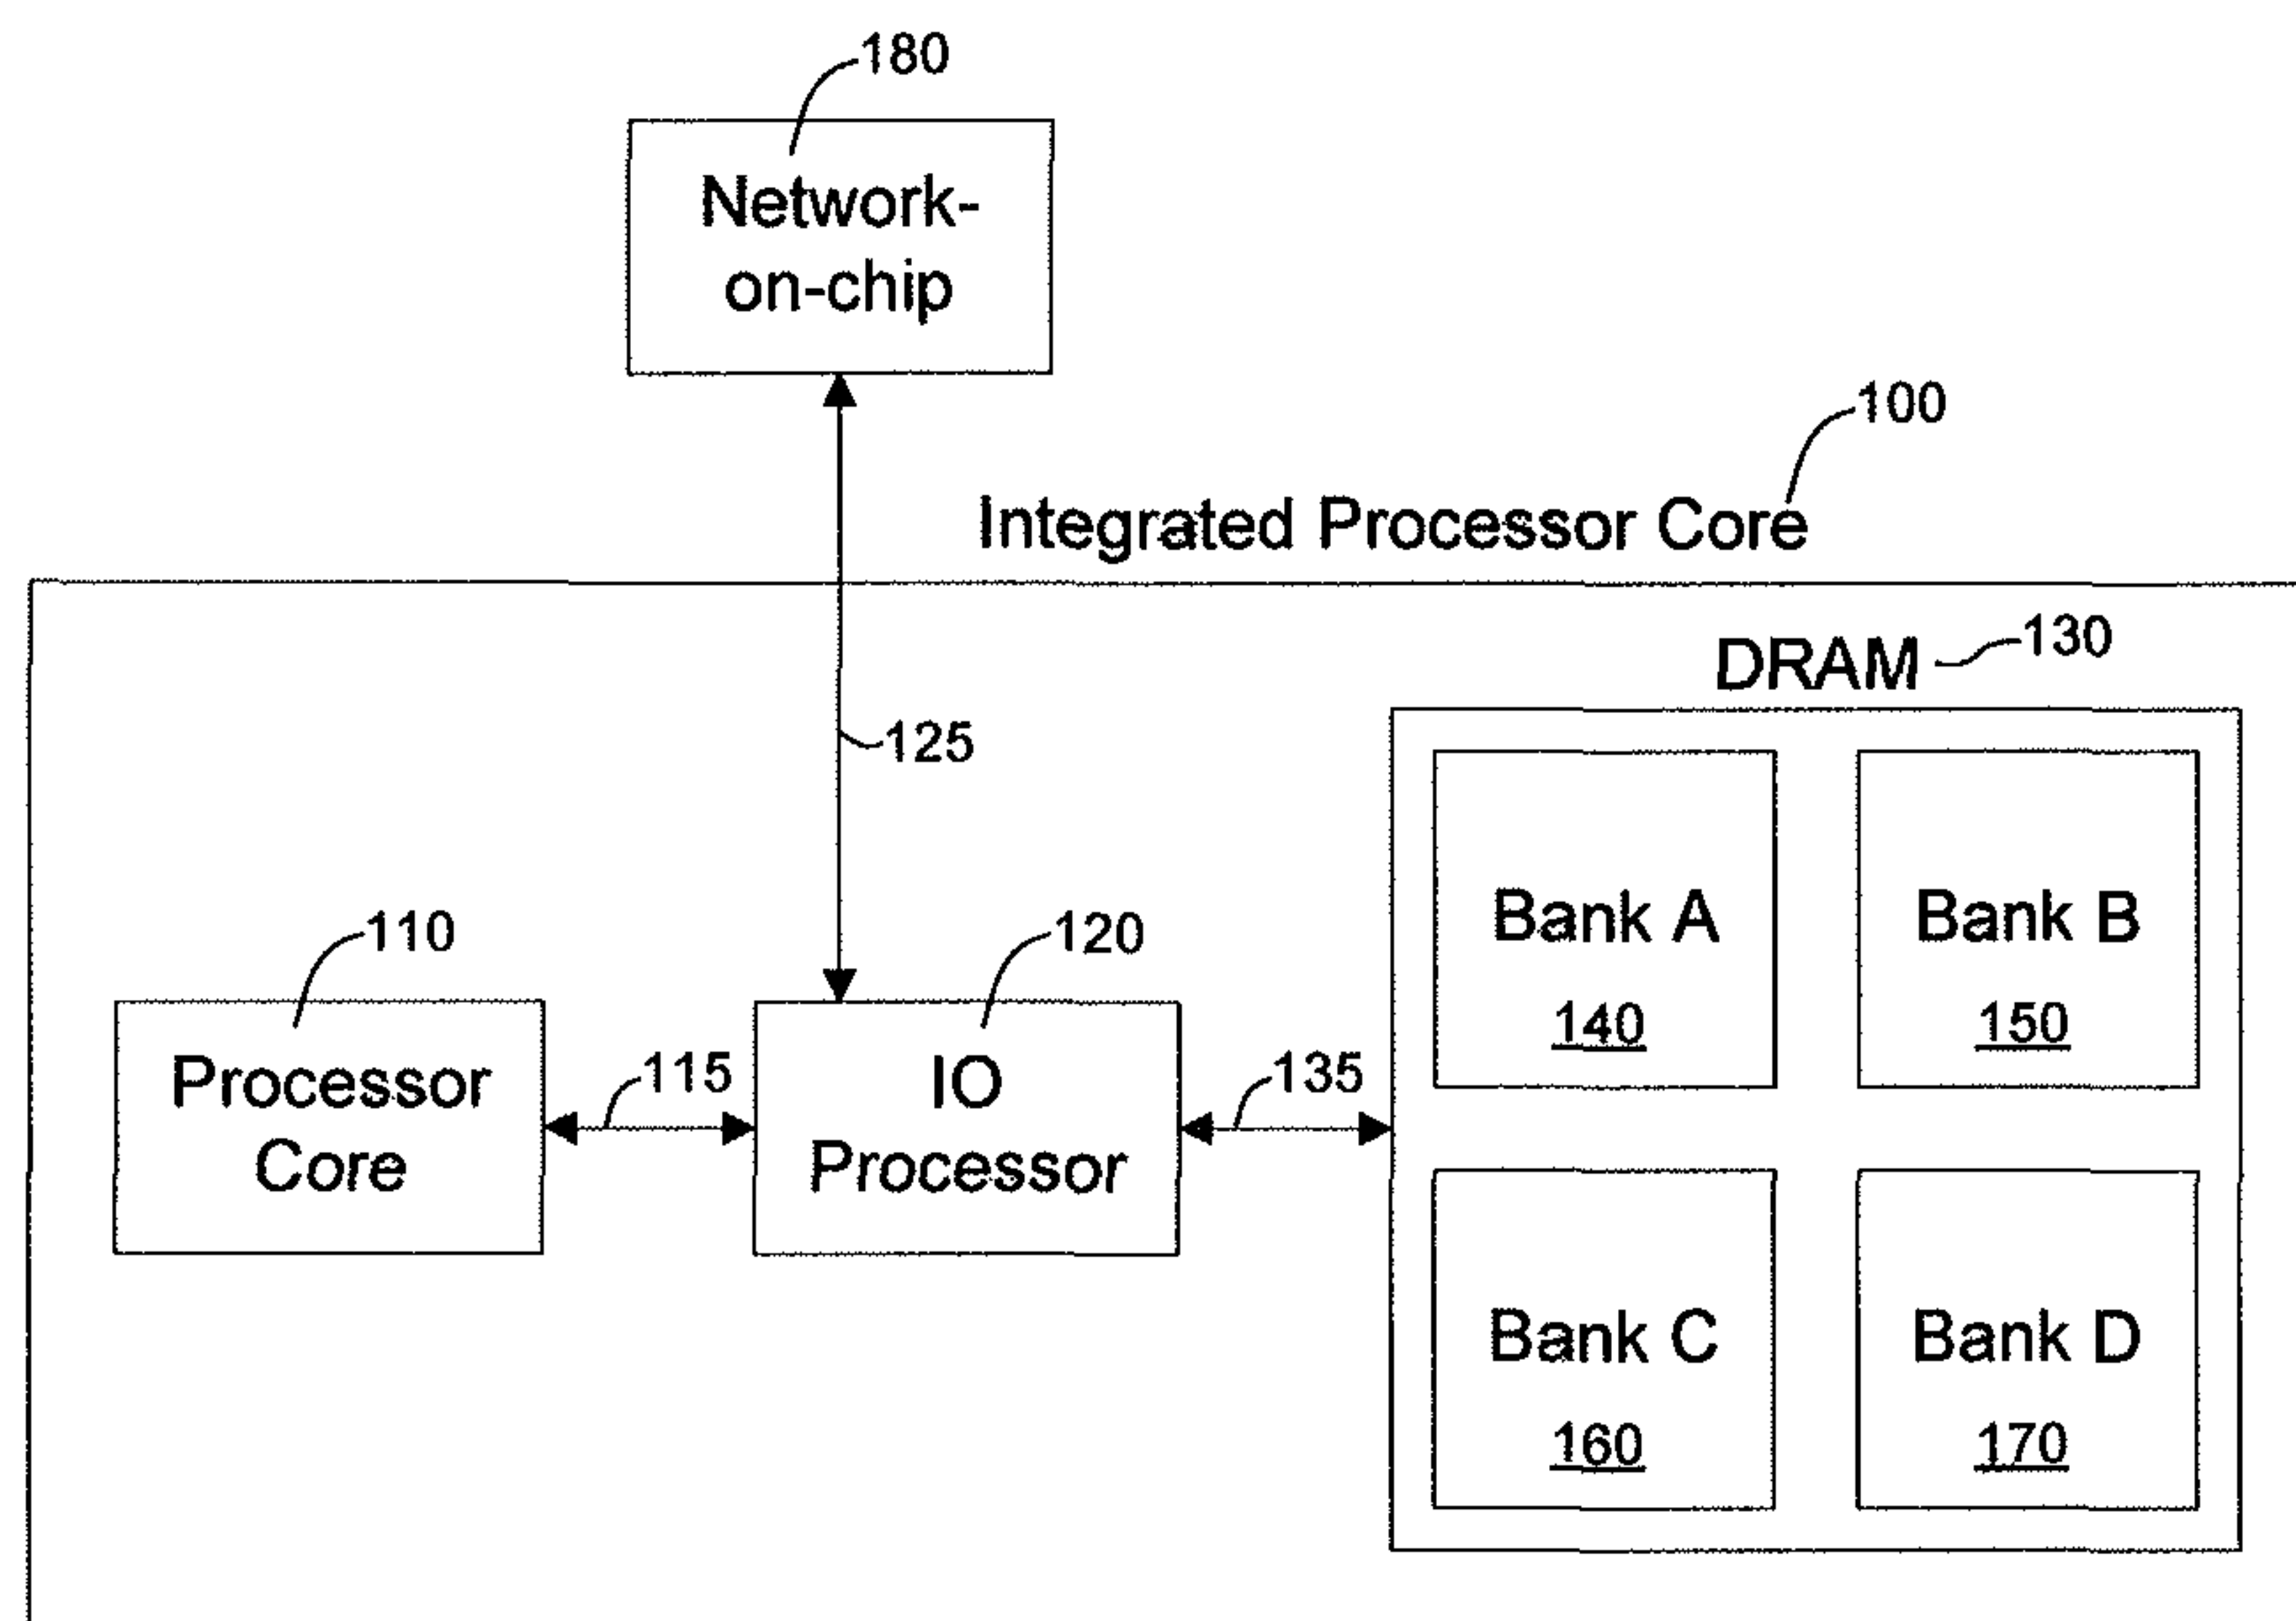 180
Network-
on-chip
100
Integrated Processor Core
DRAM 130
125
Bank A
140
Bank B
150
110
Processor
Core
115
120
IO
Processor
135
Bank C
160
Bank D
170